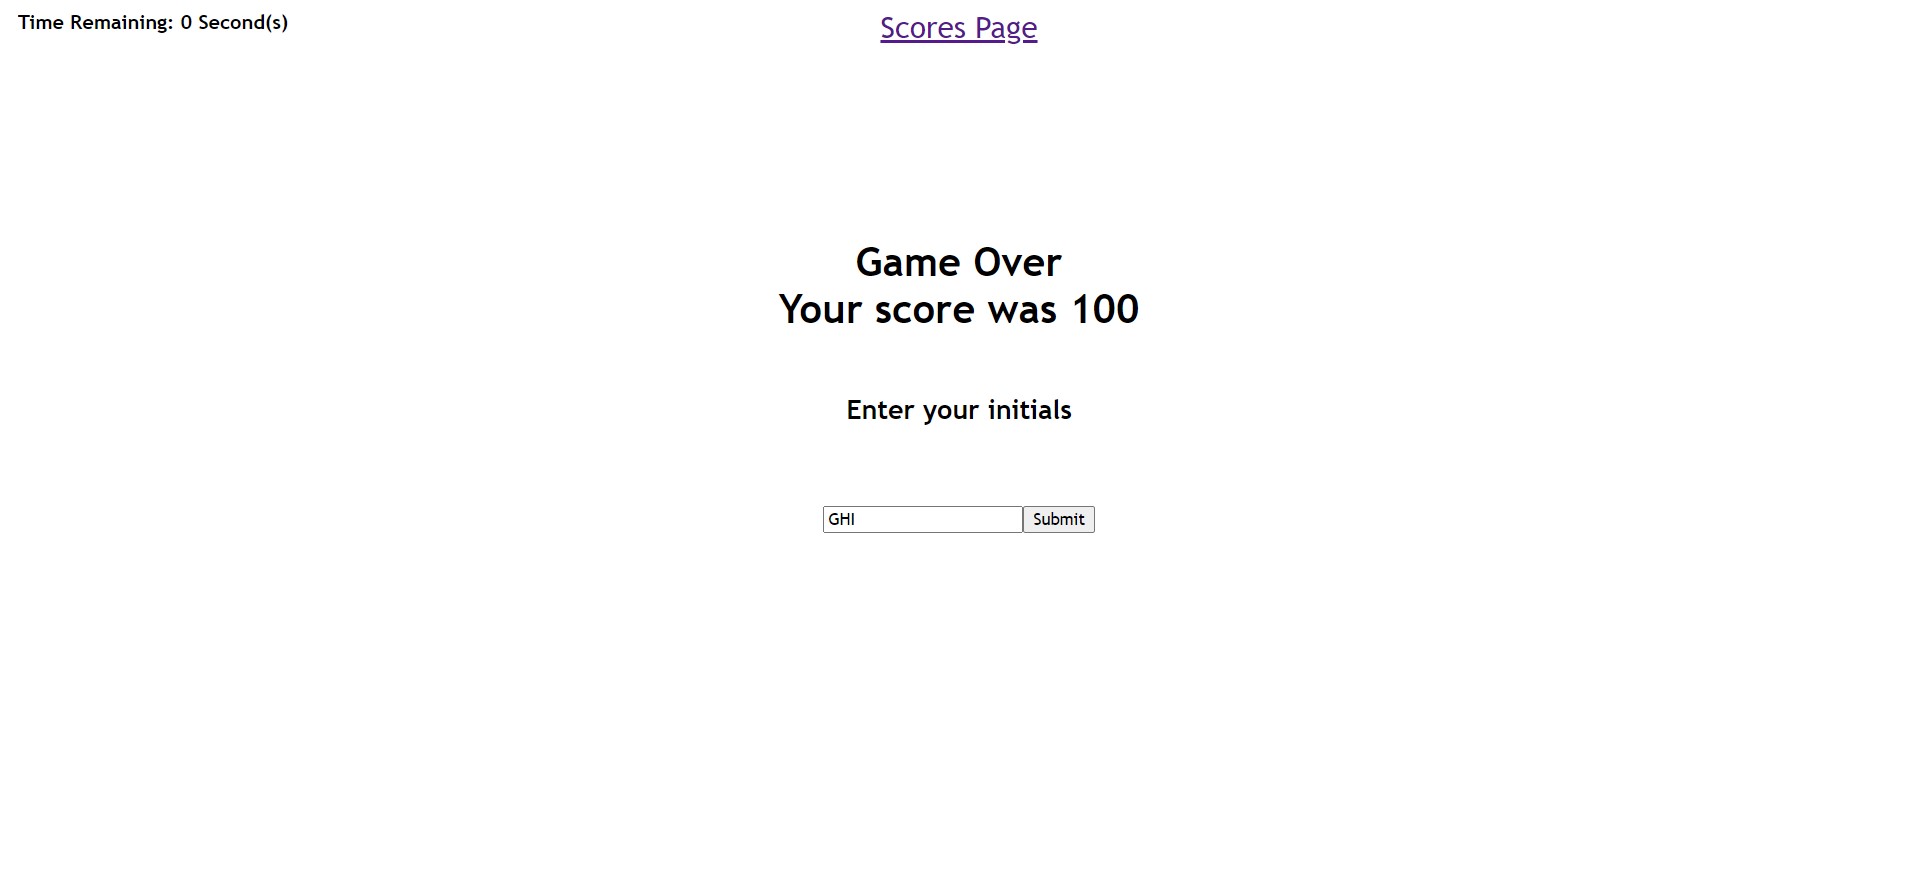 Time Remaining: 0 Second(s)
Scores Page
Game Over
Your score was 100
Enter your initials
GHI
Submit